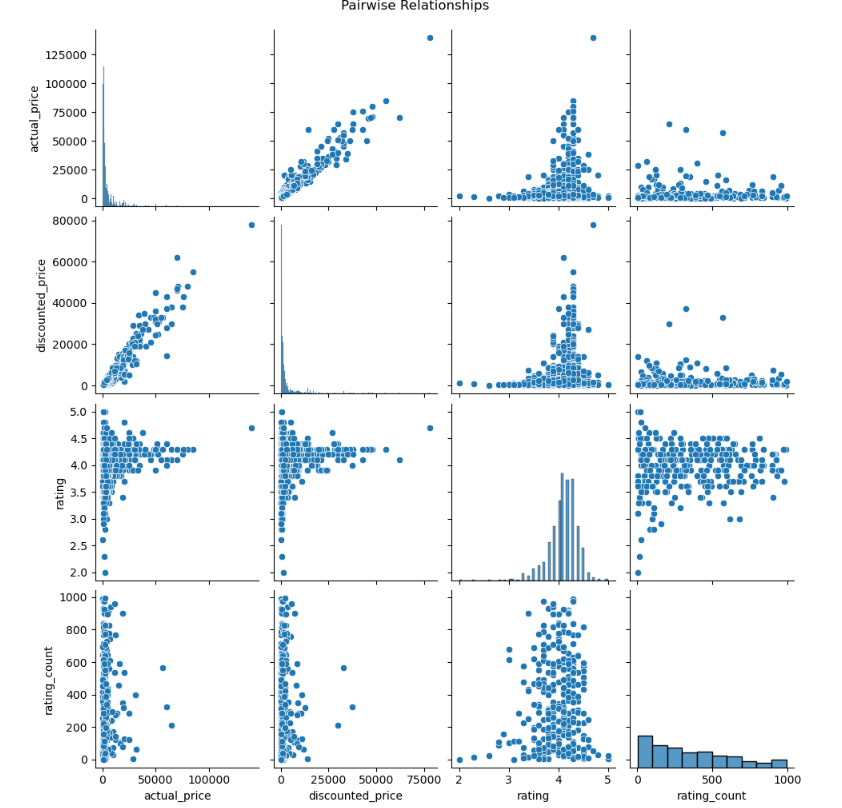 Pairwise Relationships
125000
100000
75000
50000
25000
0
actual_price
80000
60000
40000
20000
0
discounted_price
5.0
4.5
4.0
3.5
3.0
2.5
2.0
rating
1000
800
600
400
200
0
rating_count
0 50000 100000
0 25000 50000 75000
2 3 4 5
0 500 1000
actual_price discounted_price rating rating_count